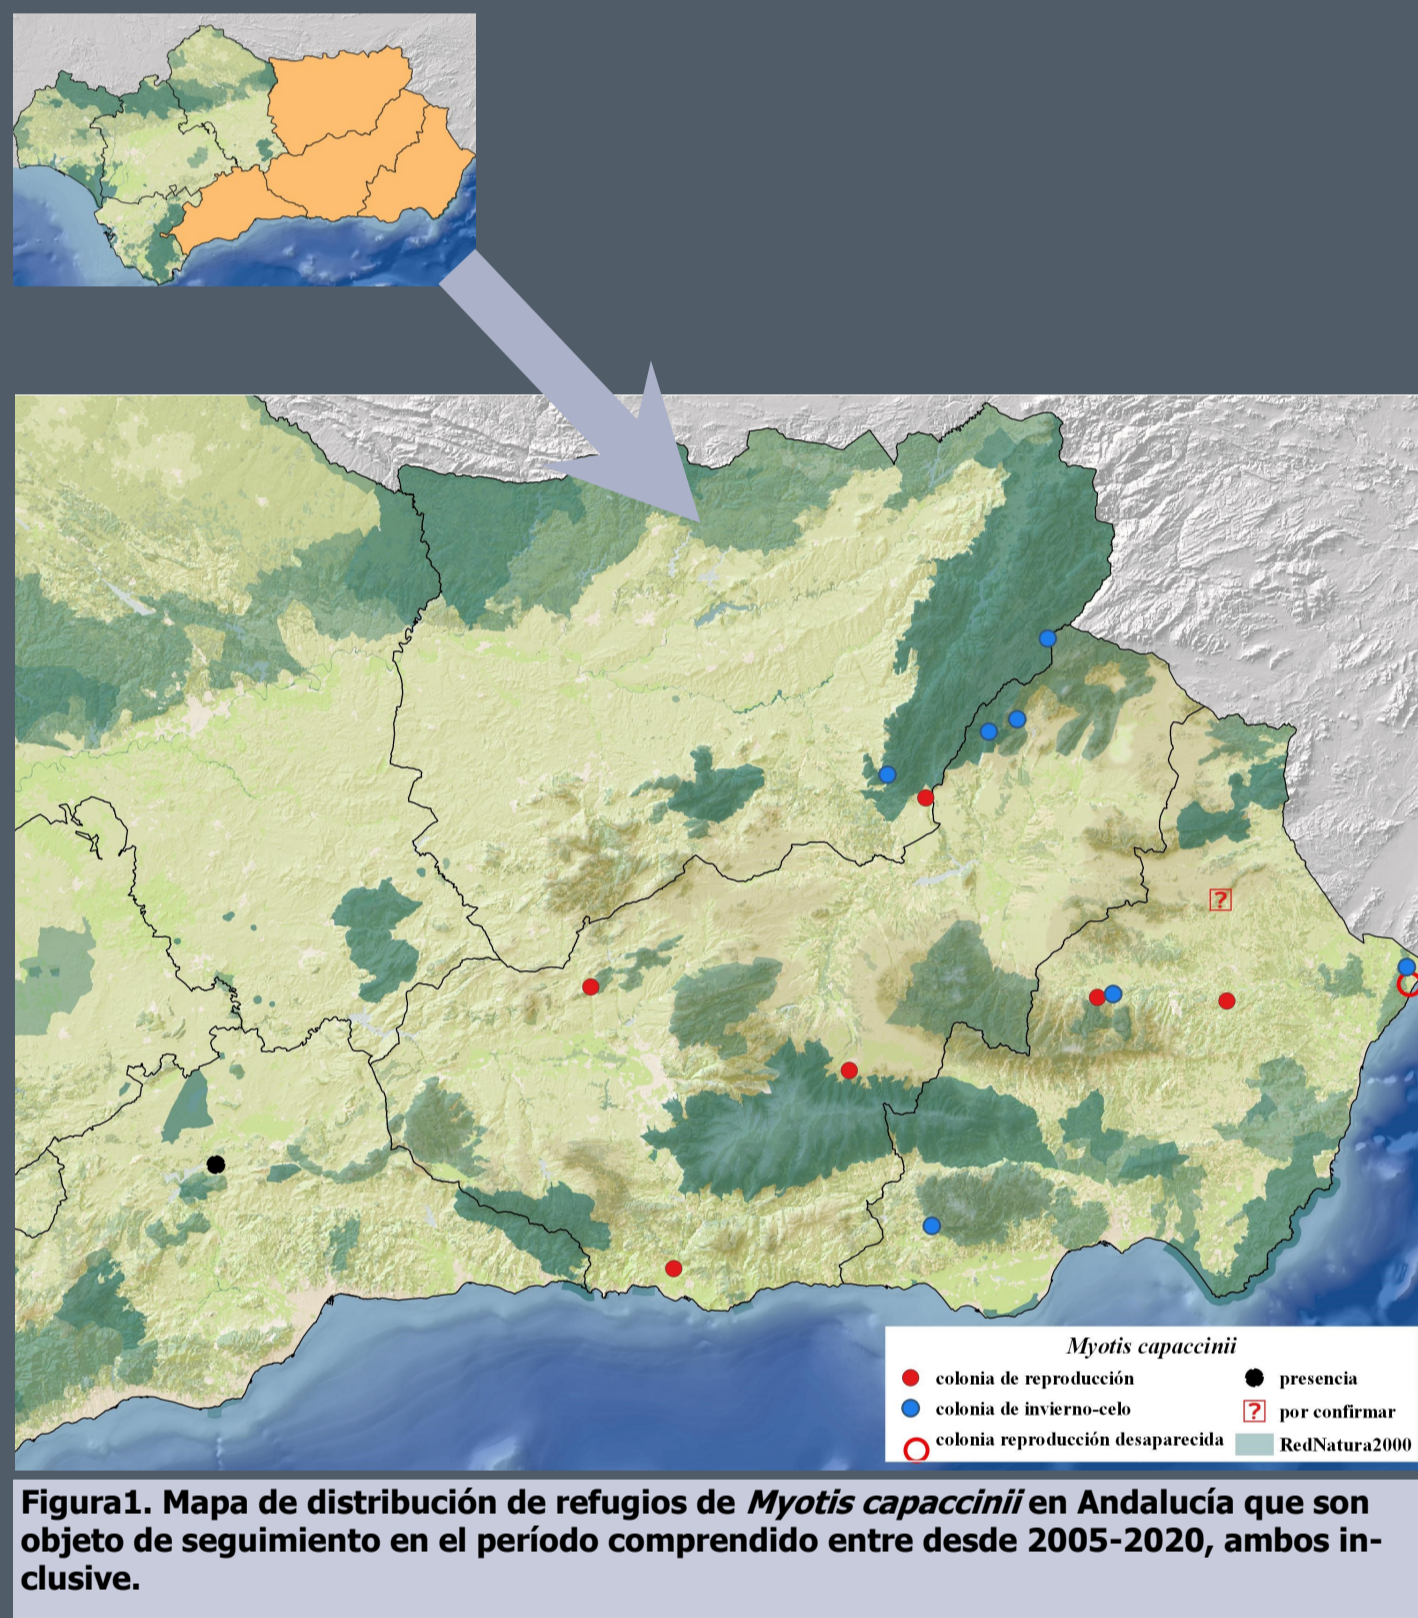 Myotis capaccinii
colonia de reproducción
colonia de invierno-celo
colonia reproducción desaparecida
presencia
? por confirmar
RedNatura2000
?
Figura1. Mapa de distribución de refugios de Myotis capaccinii en Andalucía que son
objeto de seguimiento en el período comprendido entre desde 2005-2020, ambos in-
clusive.